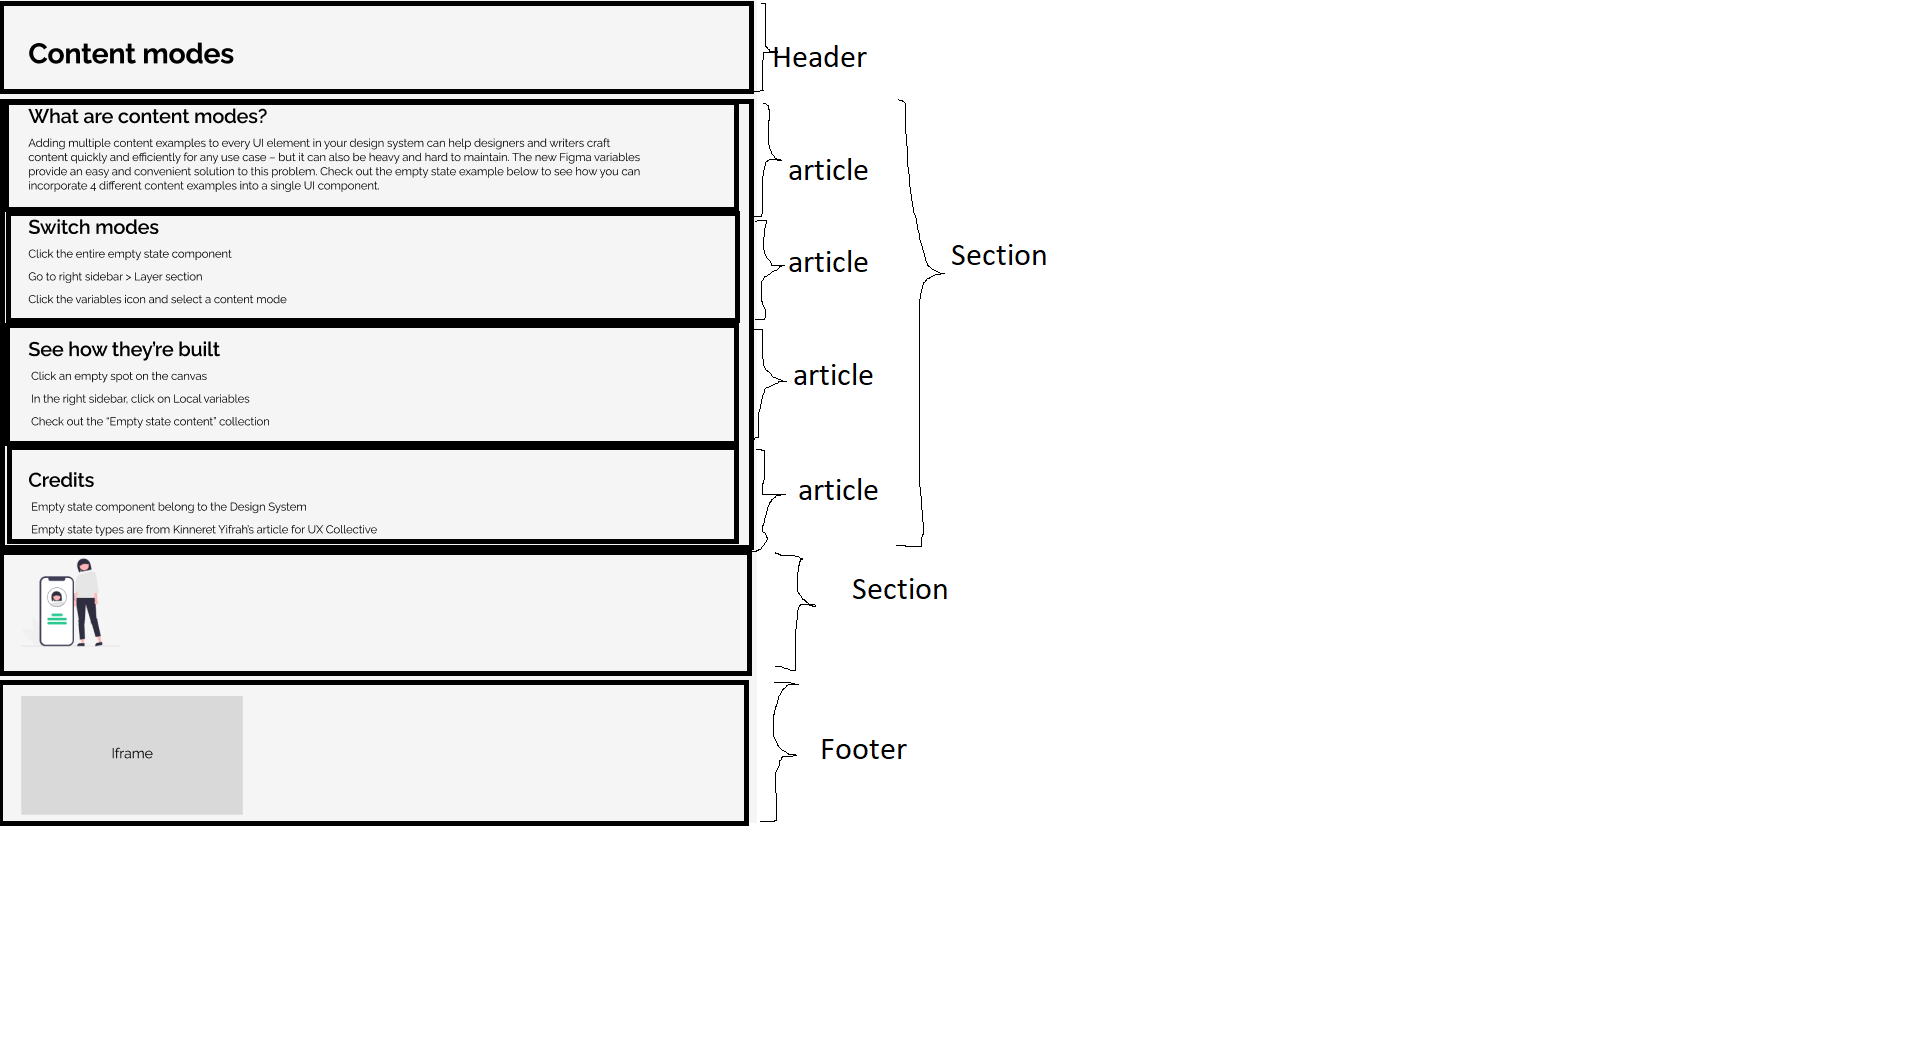 Content modes
Header
What are content modes?
Adding multiple content examples to every UI element in your design system can help designers and writers craft
content quickly and efficiently for any use case – but it can also be heavy and hard to maintain. The new Figma variables
provide an easy and convenient solution to this problem. Check out the empty state example below to see how you can
incorporate 4 different content examples into a single UI component.
article
Switch modes
Click the entire empty state component
Go to right sidebar > Layer section
Click the variables icon and select a content mode
article
Section
See how they’re built
Click an empty spot on the canvas
In the right sidebar, click on Local variables
Check out the “Empty state content” collection
article
Credits
Empty state component belong to the Design System
Empty state types are from Kinneret Yifrah’s article for UX Collective
article
Section
Iframe
Footer